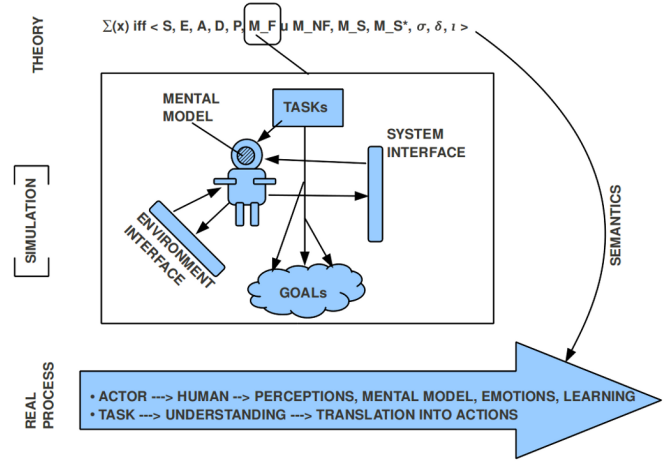 THEORY
Σ(x) iff < S, E, A, D, P, M_F u M_NF, M_S, M_S*, σ, δ, ι >
MENTAL
MODEL
TASKs
SYSTEM
INTERFACE
SIMULATION
ENVIRONMENT
INTERFACE
GOALs
SEMANTICS
REAL
PROCESS
• ACTOR ---> HUMAN --> PERCEPTIONS, MENTAL MODEL, EMOTIONS, LEARNING
• TASK ---> UNDERSTANDING ---> TRANSLATION INTO ACTIONS